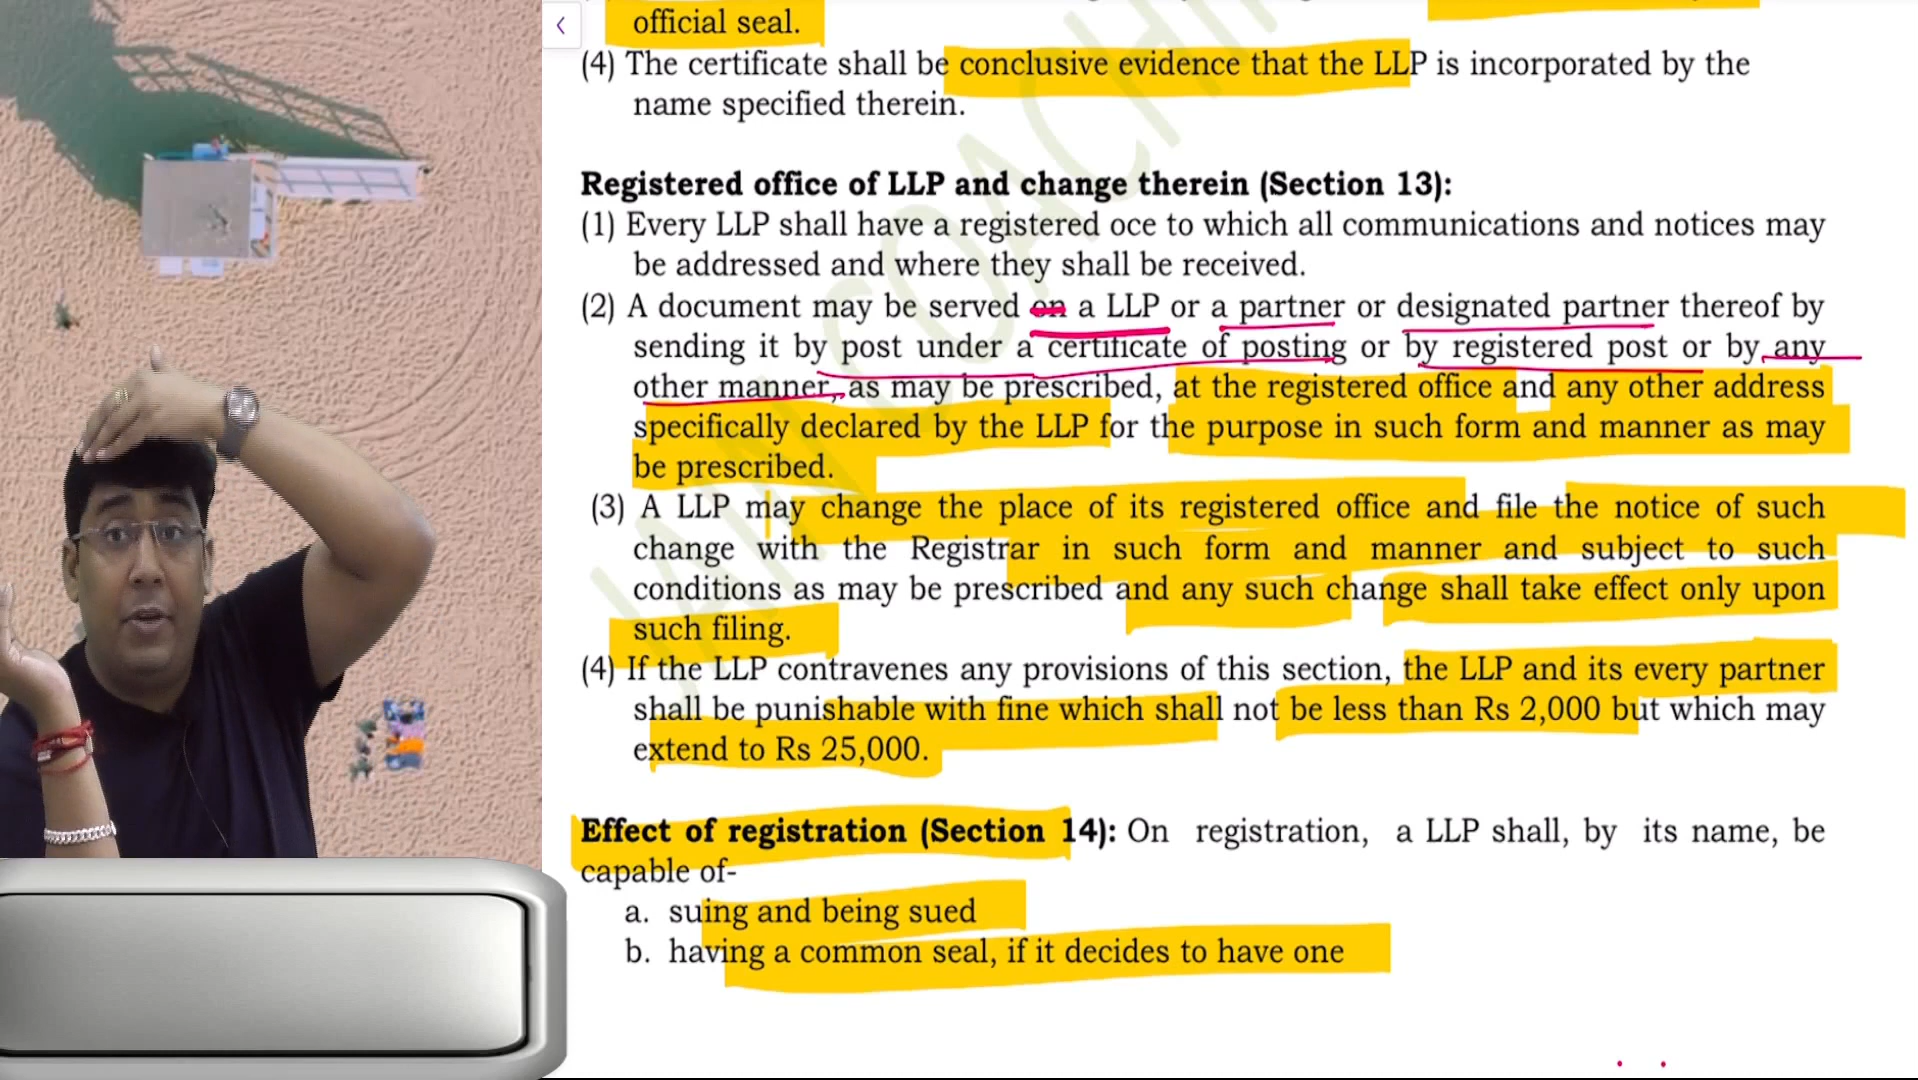 official seal.
(4) The certificate shall be conclusive evidence that the LLP is incorporated by the
name specified therein.
Registered office of LLP and change therein (Section 13):
(1) Every LLP shall have a registered oce to which all communications and notices may
be addressed and where they shall be received.
(2) A document may be served on a LLP or a partner or designated partner thereof by
sending it by post under a certificate of posting or by registered post or by any
other manner, as may be prescribed, at the registered office and any other address
specifically declared by the LLP for the purpose in such form and manner as may
be prescribed.
(3) A LLP may change the place of its registered office and file the notice of such
change with the Registrar in such form and manner and subject to such
conditions as may be prescribed and any such change shall take effect only upon
such filing.
(4) If the LLP contravenes any provisions of this section, the LLP and its every partner
shall be punishable with fine which shall not be less than Rs 2,000 but which may
extend to Rs 25,000.
Effect of registration (Section 14): On registration, a LLP shall, by its name, be
capable of-
a. suing and being sued
b. having a common seal, if it decides to have one